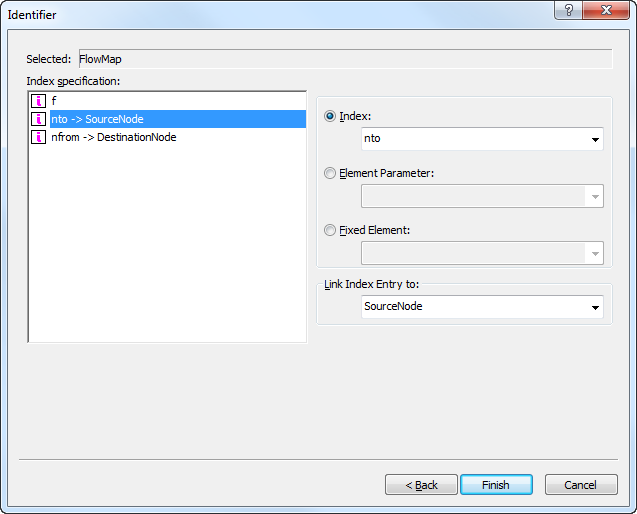 Identifier
?
Selected: FlowMap
Index specification:
i f
i nto -> SourceNode
i nfrom -> DestinationNode
Index:
nto
Element Parameter:
Fixed Element:
Link Index Entry to:
SourceNode
< Back Finish Cancel